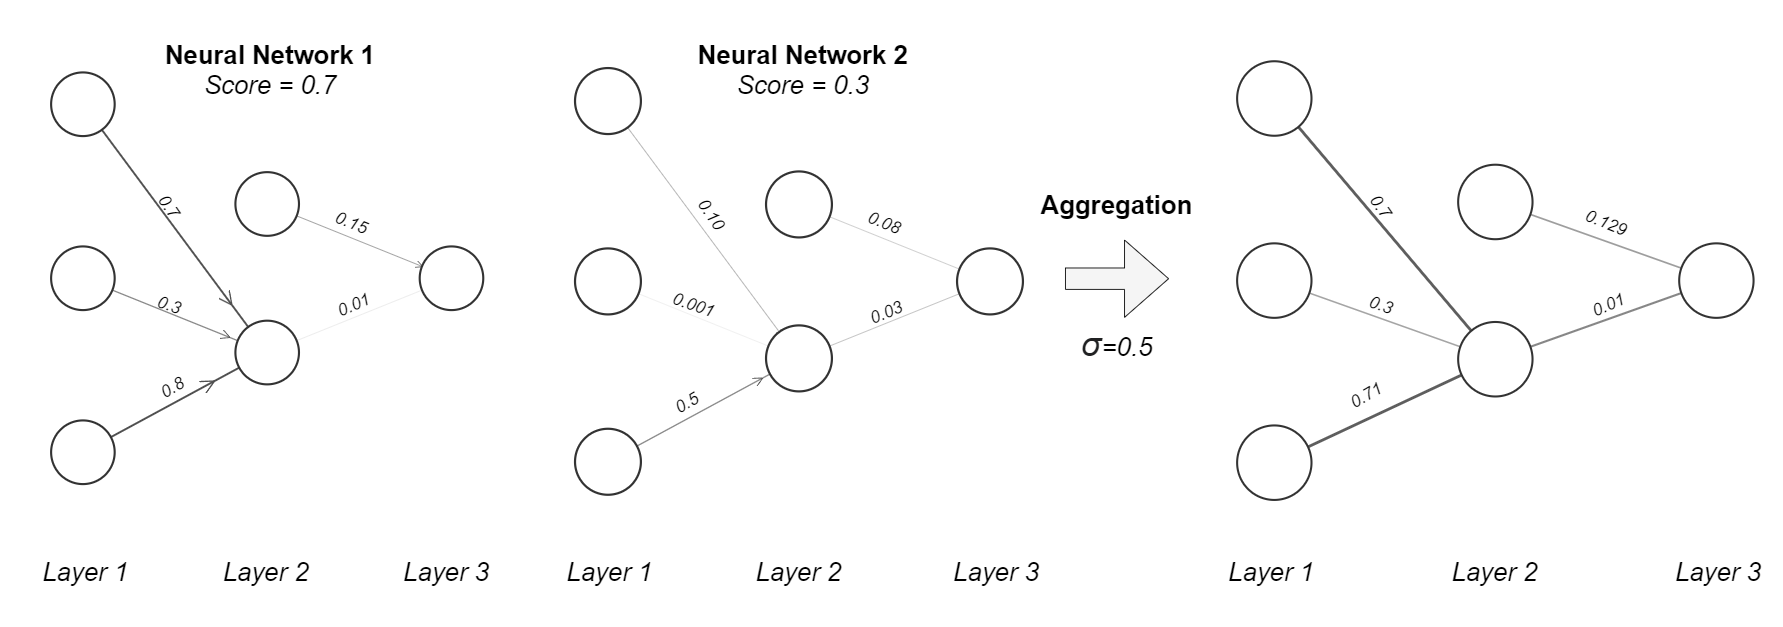 Neural Network 1
Score = 0.7
0.7
0.15
0.3
0.01
0.8
Layer 1
Layer 2
Layer 3
Neural Network 2
Score = 0.3
0.10
0.08
0.001
0.03
0.5
Layer 1
Layer 2
Layer 3
Aggregation
σ=0.5
0.7
0.129
0.3
0.01
0.71
Layer 1
Layer 2
Layer 3